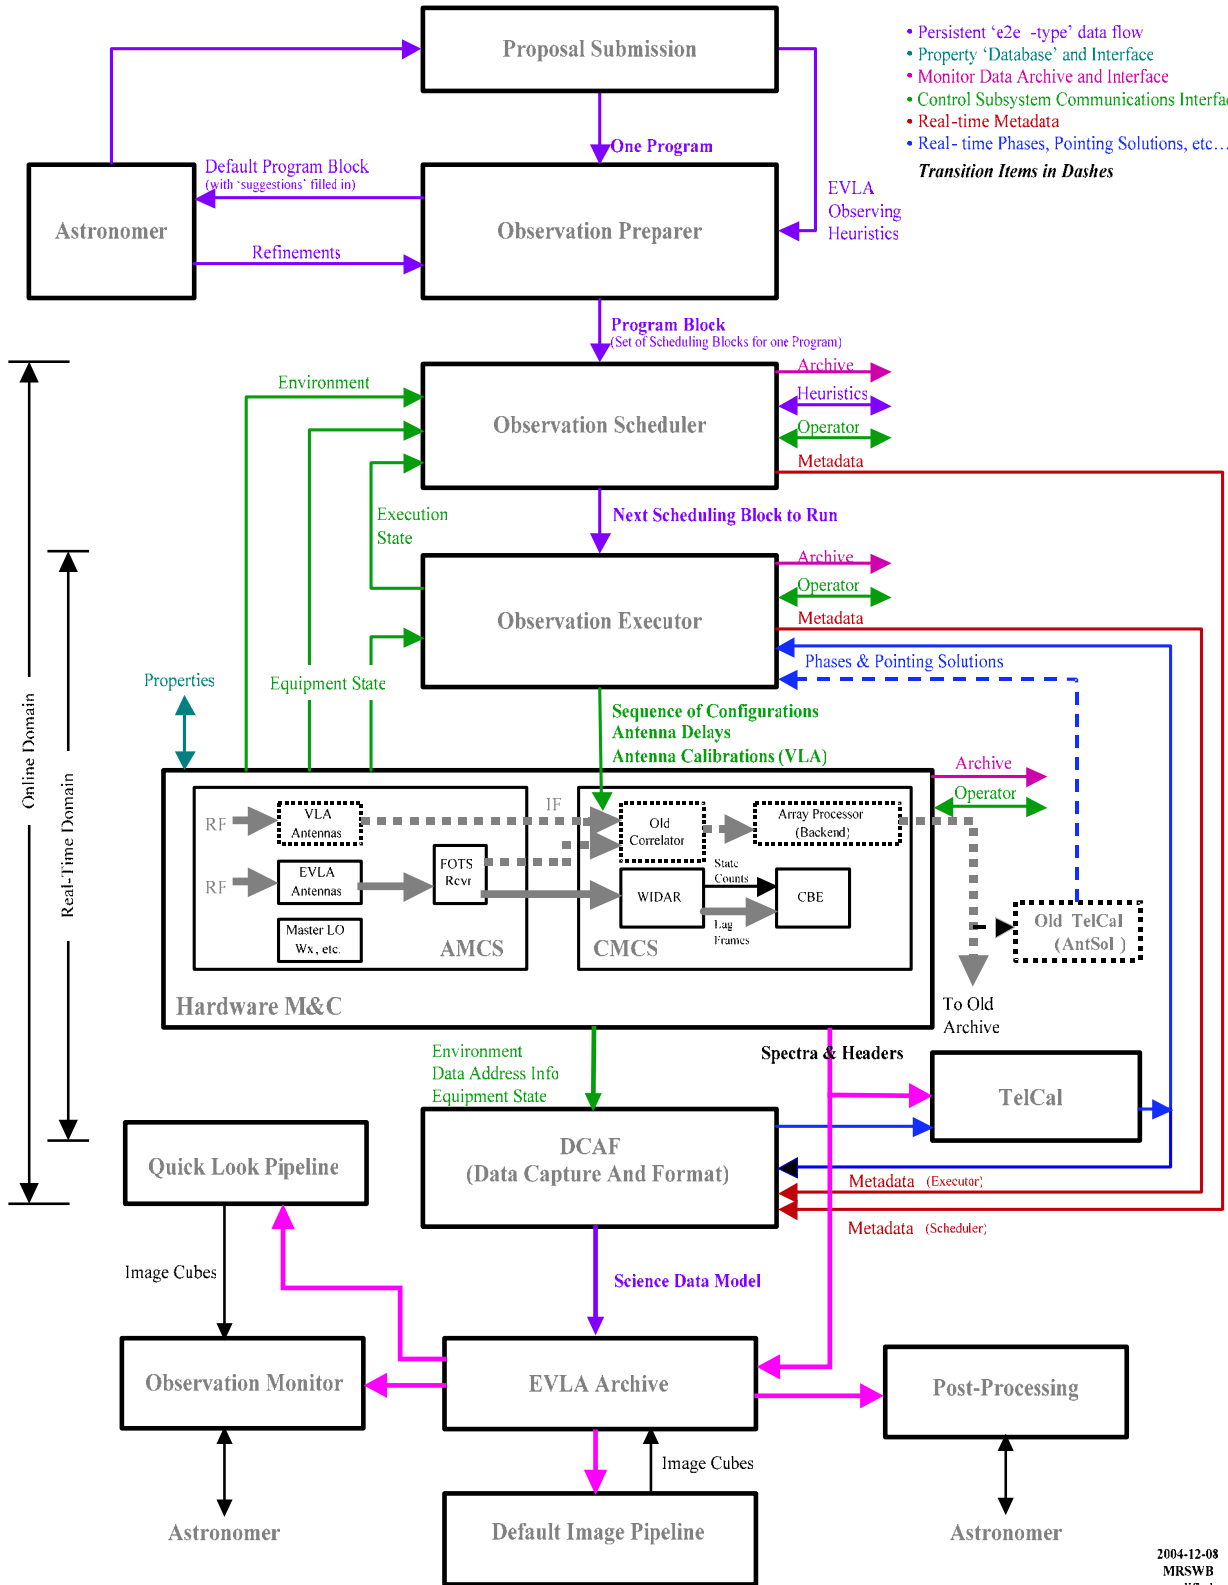 Proposal Submission
• Persistent ‘e2e -type’ data flow
• Property ‘Database’ and Interface
• Monitor Data Archive and Interface
• Control Subsystem Communications Interfa
• Real-time Metadata
• Real- time Phases, Pointing Solutions, etc…
Transition Items in Dashes
One Program
Default Program Block
(with ‘suggestions’ filled in)
EVLA
Observing
Heuristics
Astronomer
Observation Preparer
Refinements
Program Block
(Set of Scheduling Blocks for one Program)
Archive
Environment
Heuristics
Observation Scheduler
Operator
Metadata
Execution
State
Next Scheduling Block to Run
Archive
Operator
Observation Executor
Metadata
Phases & Pointing Solutions
Properties
Equipment State
Sequence of Configurations
Antenna Delays
Antenna Calibrations (VLA)
Online Domain
Real-Time Domain
Archive
Operator
RF
VLA
Antennas
IF
Old
Correlator
Array Processor
(Backend)
RF
EVLA
Antennas
FOTS
Rcvr
State
Counts
WIDAR
CBE
Lag
Frames
Master LO
Wx, etc.
AMCS
CMCS
Old TelCal
(AntSol )
Hardware M&C
To Old
Archive
Environment
Data Address Info
Equipment State
Spectra & Headers
TelCal
DCAF
(Data Capture And Format)
Quick Look Pipeline
Metadata (Executor)
Metadata (Scheduler)
Image Cubes
Science Data Model
Observation Monitor
EVLA Archive
Post-Processing
Image Cubes
Astronomer
Default Image Pipeline
Astronomer
2004-12-08
MRSWB